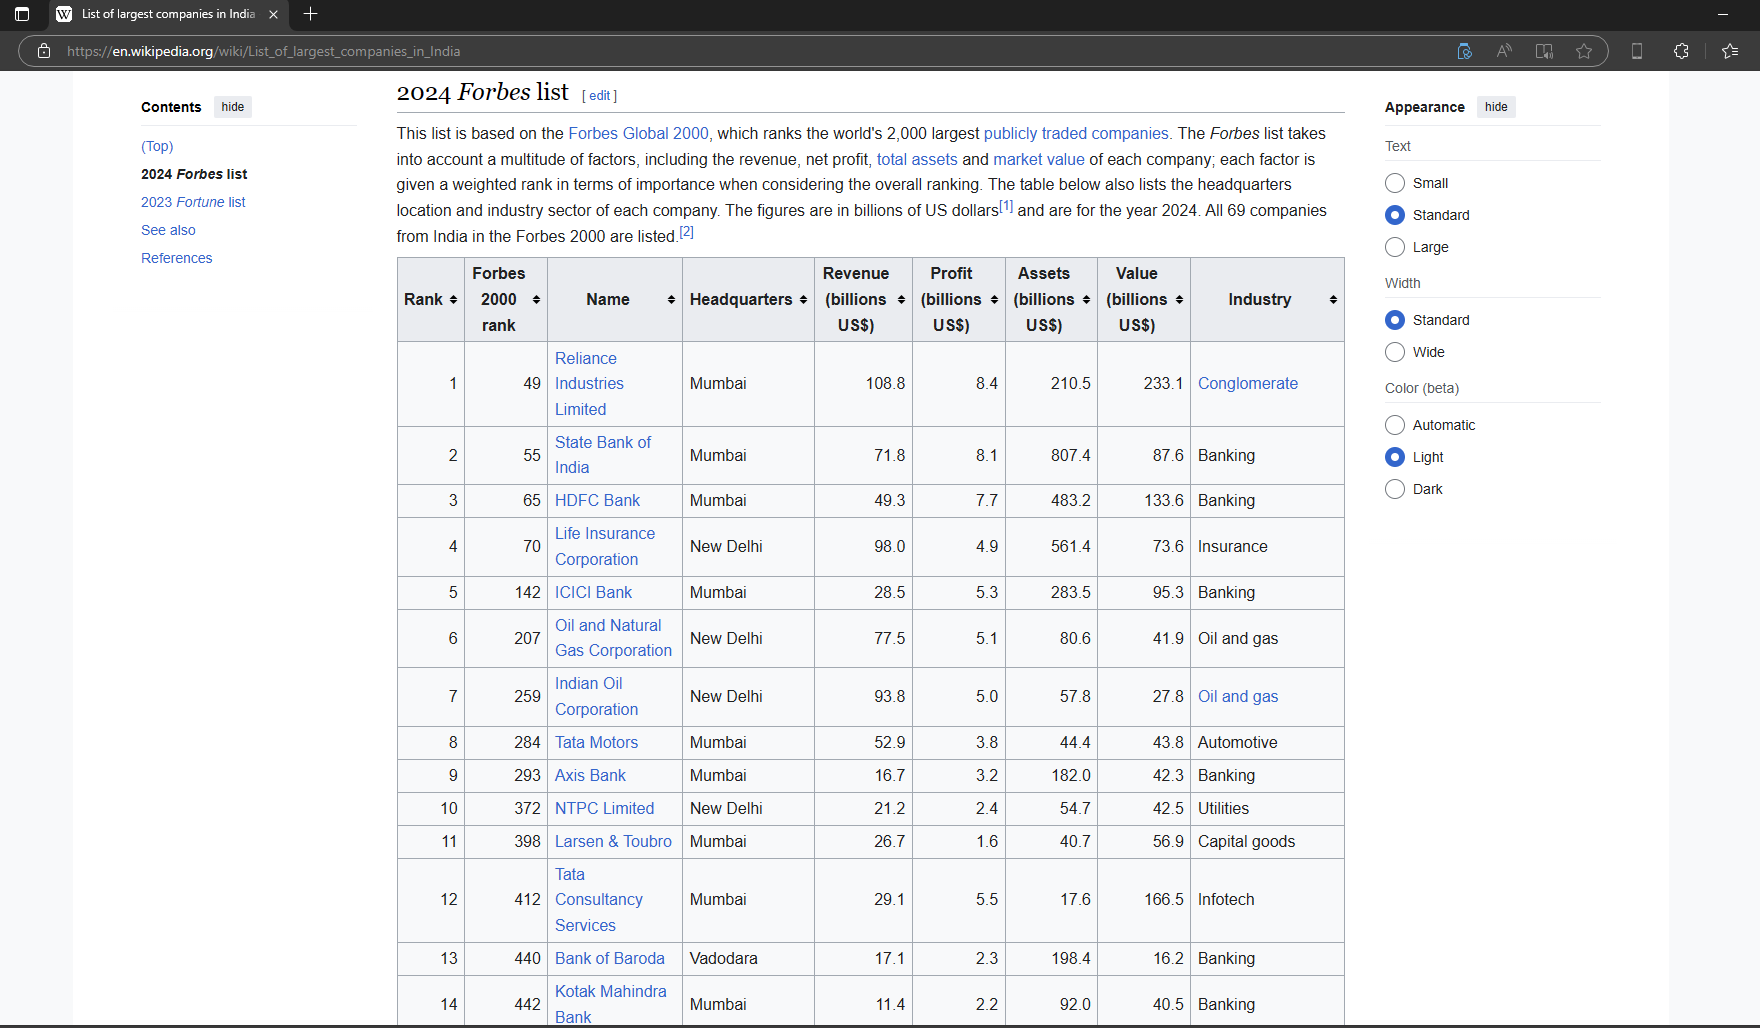 List of largest companies in India
https://en.wikipedia.org/wiki/List_of_largest_companies_in_India
Contents hide
(Top)
2024 Forbes list
2023 Fortune list
See also
References
2024 Forbes list [ edit ]
This list is based on the Forbes Global 2000, which ranks the world's 2,000 largest publicly traded companies. The Forbes list takes
into account a multitude of factors, including the revenue, net profit, total assets and market value of each company; each factor is
given a weighted rank in terms of importance when considering the overall ranking. The table below also lists the headquarters
location and industry sector of each company. The figures are in billions of US dollars[1] and are for the year 2024. All 69 companies
from India in the Forbes 2000 are listed.[2]
Rank Forbes 2000 rank Name Headquarters Revenue (billions US$) Profit (billions US$) Assets (billions US$) Value (billions US$) Industry
1 49 Reliance Industries Limited Mumbai 108.8 8.4 210.5 233.1 Conglomerate
2 55 State Bank of India Mumbai 71.8 8.1 807.4 87.6 Banking
3 65 HDFC Bank Mumbai 49.3 7.7 483.2 133.6 Banking
4 70 Life Insurance Corporation New Delhi 98.0 4.9 561.4 73.6 Insurance
5 142 ICICI Bank Mumbai 28.5 5.3 283.5 95.3 Banking
6 207 Oil and Natural Gas Corporation New Delhi 77.5 5.1 80.6 41.9 Oil and gas
7 259 Indian Oil Corporation New Delhi 93.8 5.0 57.8 27.8 Oil and gas
8 284 Tata Motors Mumbai 52.9 3.8 44.4 43.8 Automotive
9 293 Axis Bank Mumbai 16.7 3.2 182.0 42.3 Banking
10 372 NTPC Limited New Delhi 21.2 2.4 54.7 42.5 Utilities
11 398 Larsen & Toubro Mumbai 26.7 1.6 40.7 56.9 Capital goods
12 412 Tata Consultancy Services Mumbai 29.1 5.5 17.6 166.5 Infotech
13 440 Bank of Baroda Vadodara 17.1 2.3 198.4 16.2 Banking
14 442 Kotak Mahindra Bank Mumbai 11.4 2.2 92.0 40.5 Banking
Appearance hide
Text
Small
Standard
Large
Width
Standard
Wide
Color (beta)
Automatic
Light
Dark